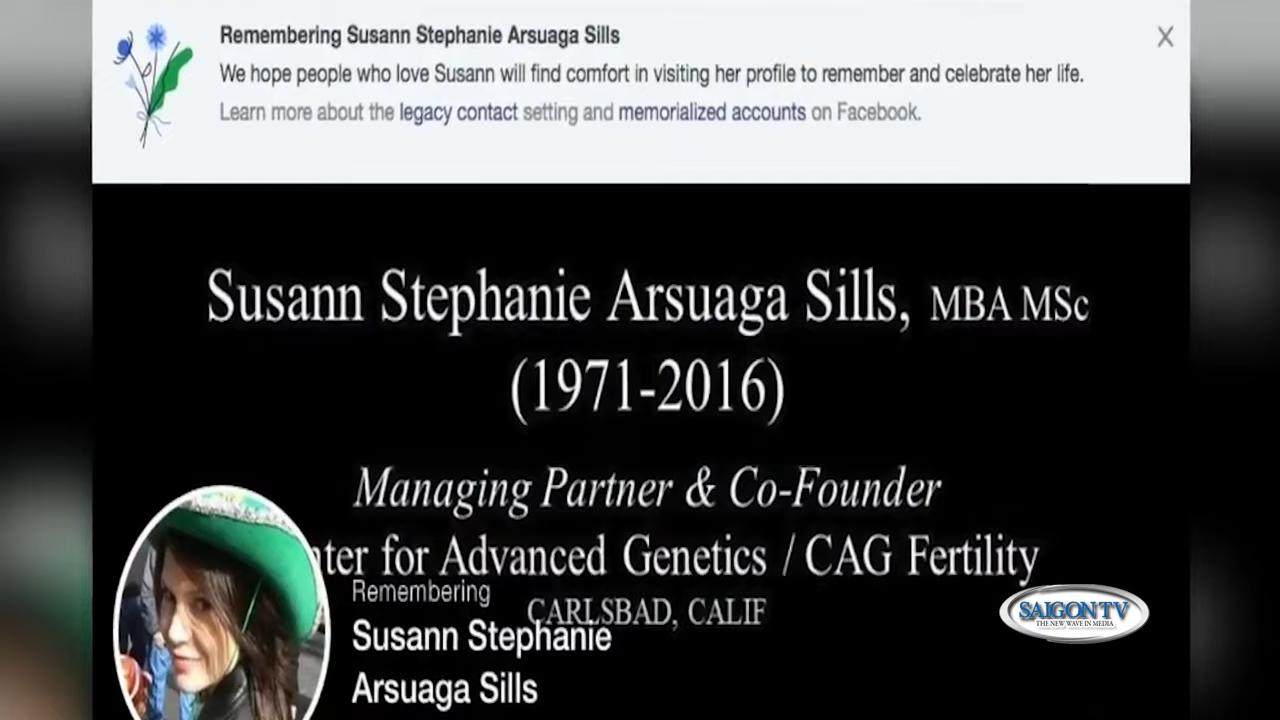 Remembering Susann Stephanie Arsuaga Sills
We hope people who love Susann will find comfort in visiting her profile to remember and celebrate her life.
Learn more about the legacy contact setting and memorialized accounts on Facebook.
Susann Stephanie Arsuaga Sills, MBA MSc
(1971-2016)
Managing Partner & Co-Founder
nter for Advanced Genetics / CAG Fertility
CARLSBAD, CALIF
Remembering
Susann Stephanie
Arsuaga Sills
SAIGON TV
THE NEW WAVE IN MEDIA